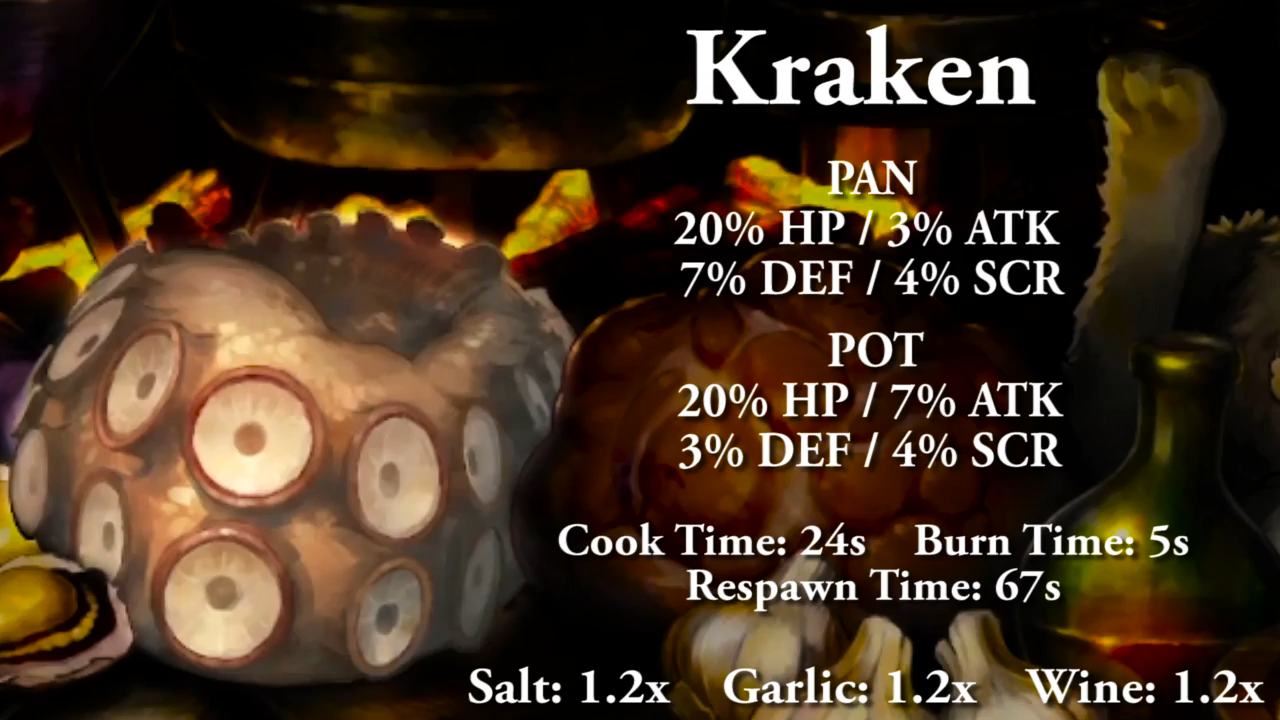 Kraken
PAN
20% HP / 3% ATK
7% DEF / 4% SCR
POT
20% HP / 7% ATK
3% DEF / 4% SCR
Cook Time: 24s Burn Time: 5s
Respawn Time: 67s
Salt: 1.2x Garlic: 1.2x Wine: 1.2x